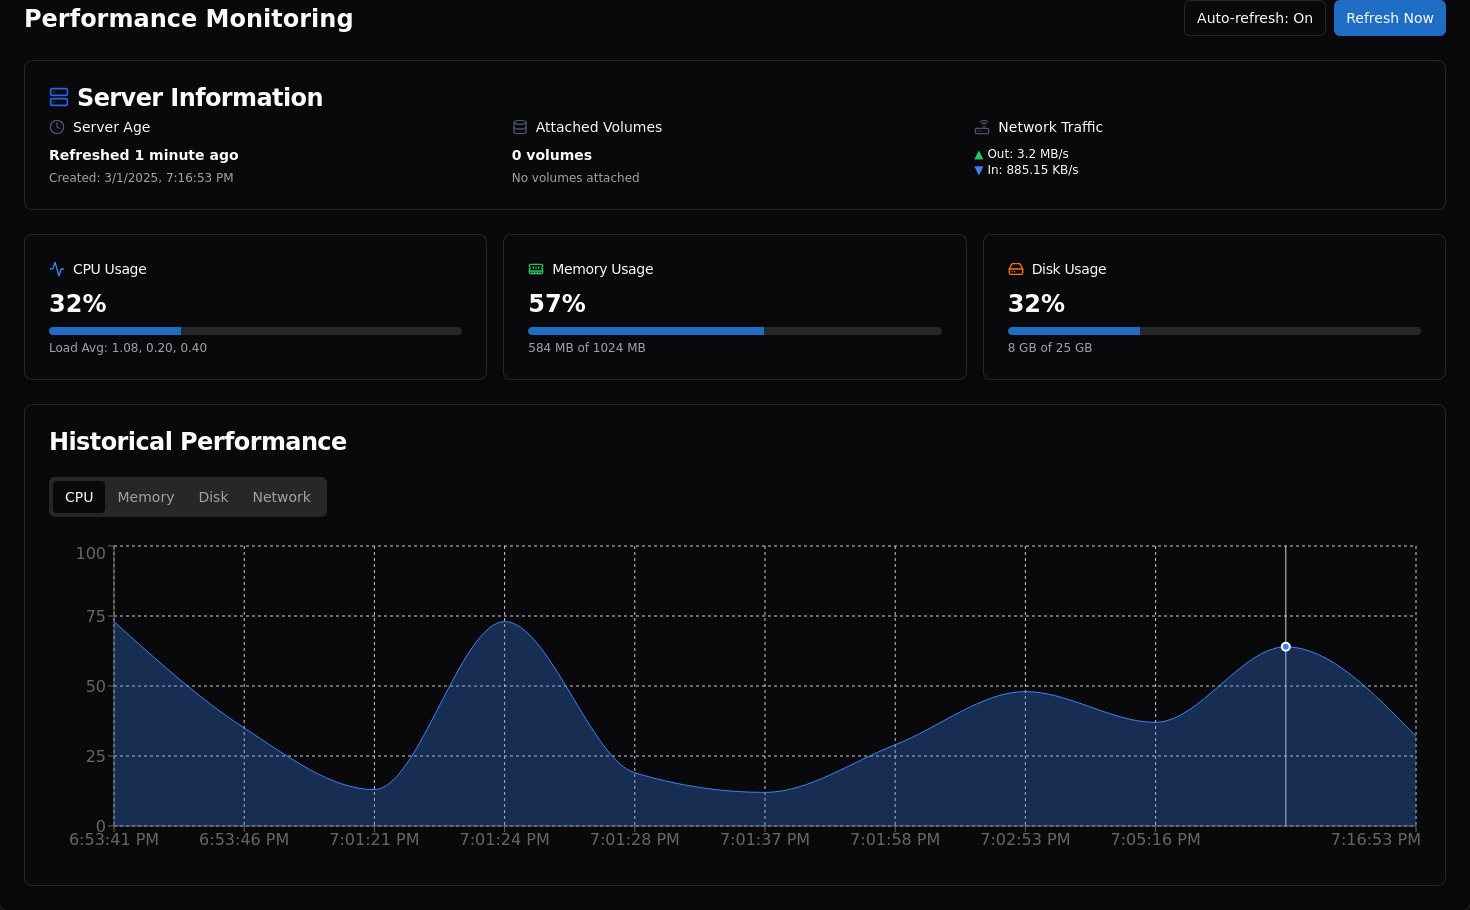 Performance Monitoring
Auto-refresh: On
Refresh Now
Server Information
Server Age
Refreshed 1 minute ago
Created: 3/1/2025, 7:16:53 PM
Attached Volumes
0 volumes
No volumes attached
Network Traffic
▲ Out: 3.2 MB/s
▼ In: 885.15 KB/s
CPU Usage
32%
Load Avg: 1.08, 0.20, 0.40
Memory Usage
57%
584 MB of 1024 MB
Disk Usage
32%
8 GB of 25 GB
Historical Performance
CPU Memory Disk Network
100
75
50
25
0
6:53:41 PM 6:53:46 PM 7:01:21 PM 7:01:24 PM 7:01:28 PM 7:01:37 PM 7:01:58 PM 7:02:53 PM 7:05:16 PM 7:16:53 PM